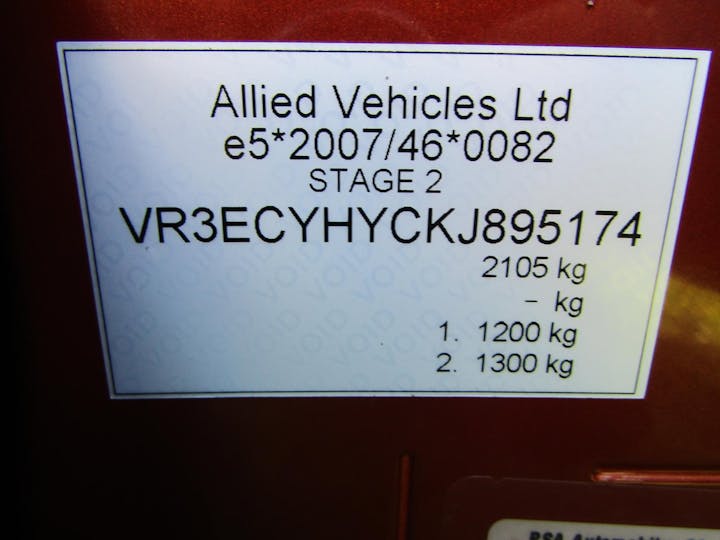 Allied Vehicles Ltd
e5*2007/46*0082
STAGE 2
VR3ECYHYCKJ895174
2105 kg
- kg
1. 1200 kg
2. 1300 kg